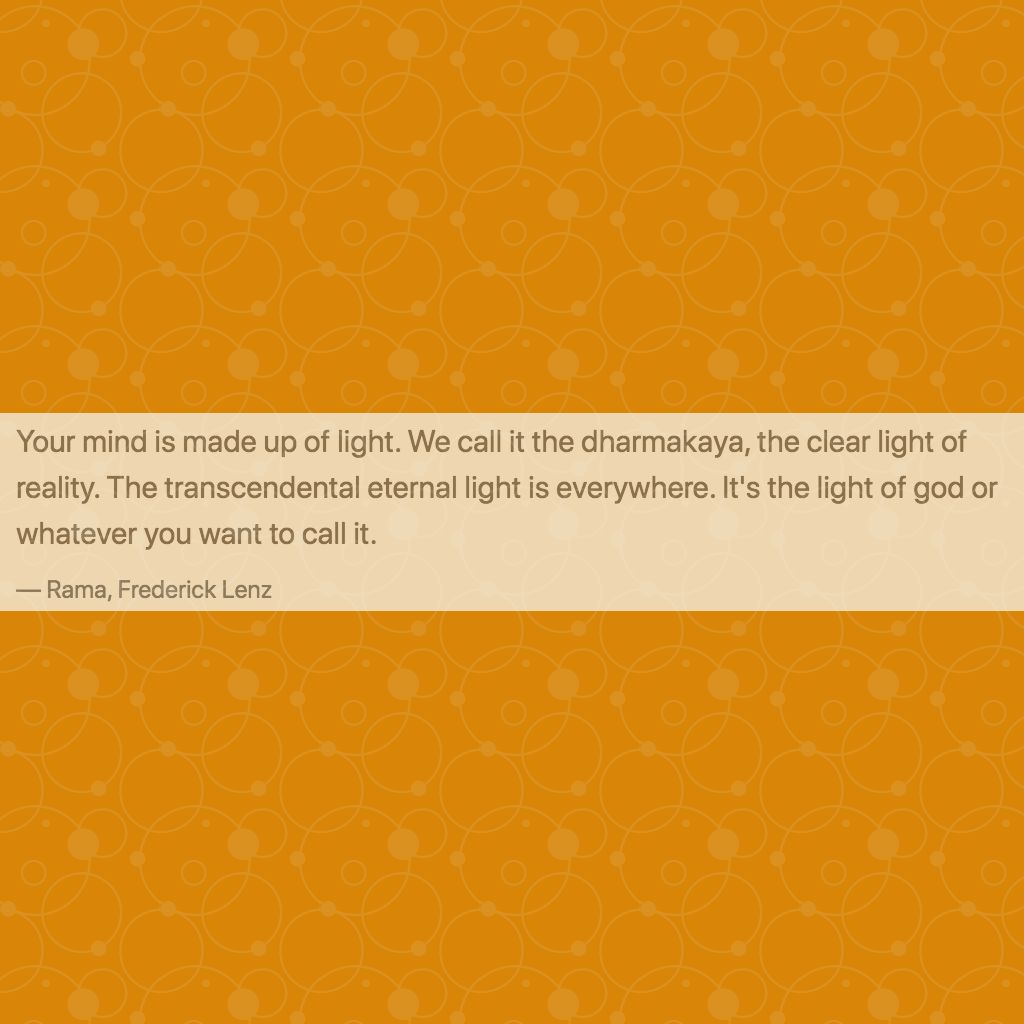 Your mind is made up of light. We call it the dharmakaya, the clear light of
reality. The transcendental eternal light is everywhere. It's the light of god or
whatever you want to call it.
— Rama, Frederick Lenz